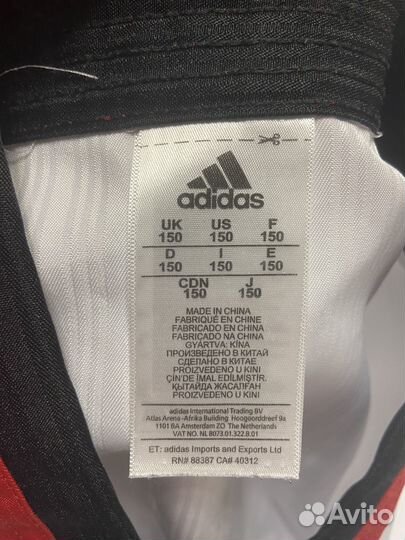 adidas
UK US F
150 150 150
D I E
150 150 150
CDN J
150 150
MADE IN CHINA
FABRIQUÉ EN CHINE
FABRICADO EN CHINA
FABRICADO NA CHINA
GYÁRTVA: KÍNA
ПРОИЗВЕДЕНО В КИТАЙ
СДЕЛАНО В КИТАЕ
PROIZVEDENO U KINI
ÇİN'DE İMAL EDİLMİŞTİR.
ҚЫТАЙДА ЖАСАЛҒАН
PROIZVEDENO U KINI
adidas International Trading BV
Atlas Arena -Afrika Building Hoogoorddreef 9a
1101 BA Amsterdam ZO The Netherlands
VAT NO. NL 8073.01.322.B.01
ET: adidas Imports and Exports Ltd
RN# 88387 CA# 40312
Avito